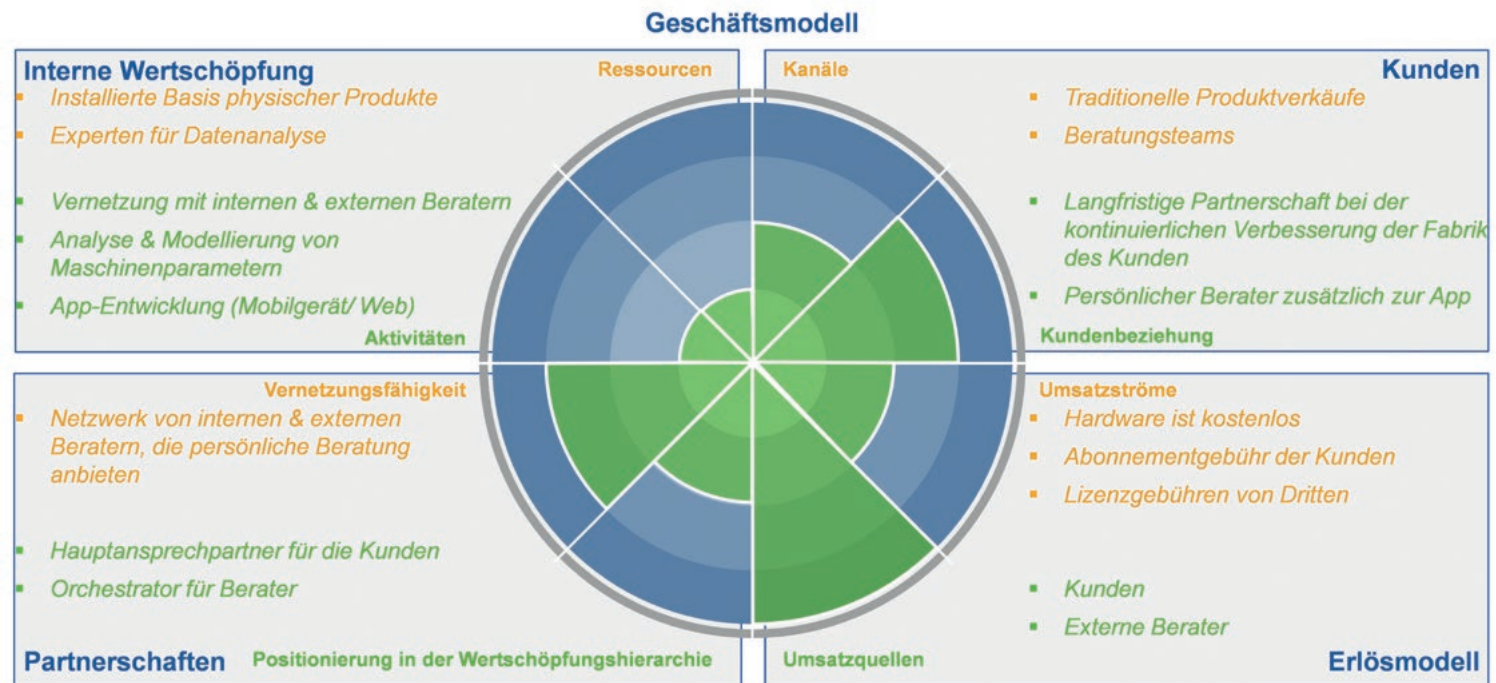 Geschäftsmodell
Interne Wertschöpfung
Ressourcen
Installierte Basis physischer Produkte
Experten für Datenanalyse
Vernetzung mit internen & externen Beratern
Analyse & Modellierung von
Maschinenparametern
App-Entwicklung (Mobilgerät/ Web)
Aktivitäten
Kanäle
Kunden
Traditionelle Produktverkäufe
Beratungsteams
Langfristige Partnerschaft bei der
kontinuierlichen Verbesserung der Fabrik
des Kunden
Persönlicher Berater zusätzlich zur App
Kundenbeziehung
Vernetzungsfähigkeit
Netzwerk von internen & externen
Beratern, die persönliche Beratung
anbieten
Hauptansprechpartner für die Kunden
Orchestrator für Berater
Partnerschaften
Positionierung in der Wertschöpfungshierarchie
Umsatzströme
Hardware ist kostenlos
Abonnementgebühr der Kunden
Lizenzgebühren von Dritten
Kunden
Externe Berater
Umsatzquellen
Erlösmodell